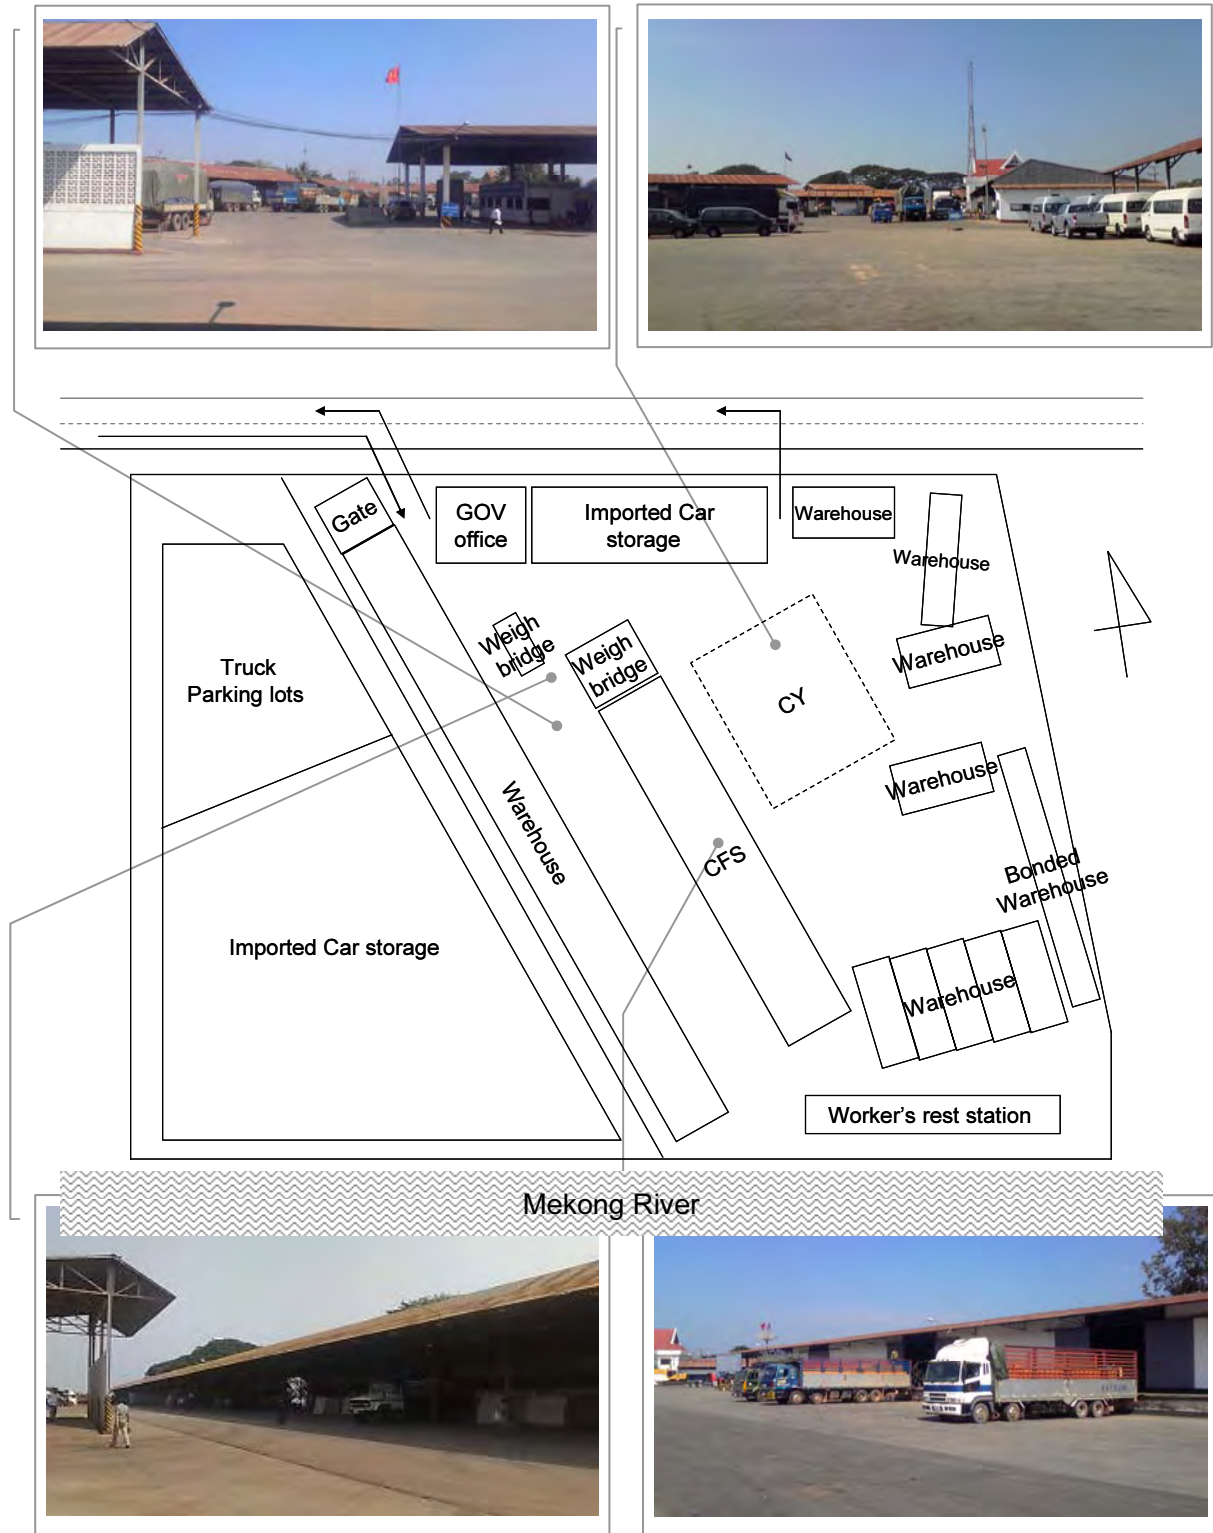 Gate
GOV
office
Imported Car
storage
Warehouse
Warehouse
Weigh
bridge
Weigh
bridge
Warehouse
Truck
Parking lots
CY
Warehouse
Warehouse
CFS
Bonded
Warehouse
Imported Car storage
Warehouse
Worker's rest station
Mekong River